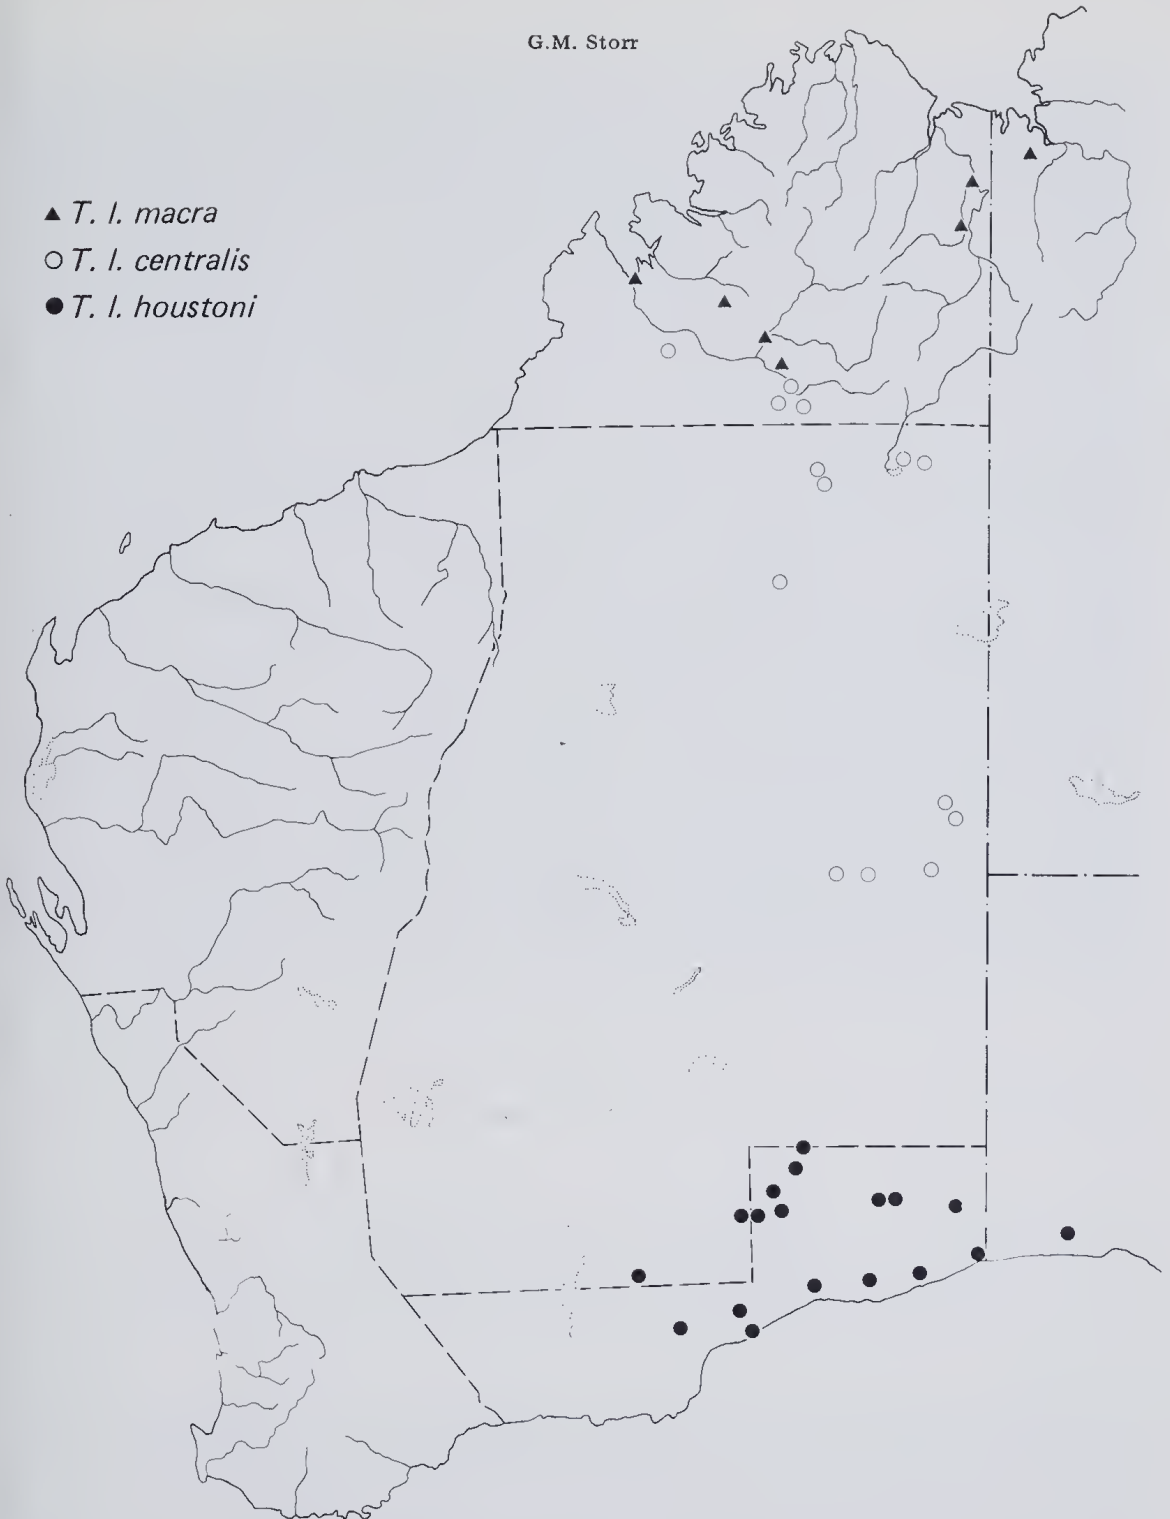 G.M. Storr
▲ T. l. macra
○ T. l. centralis
● T. l. houstoni